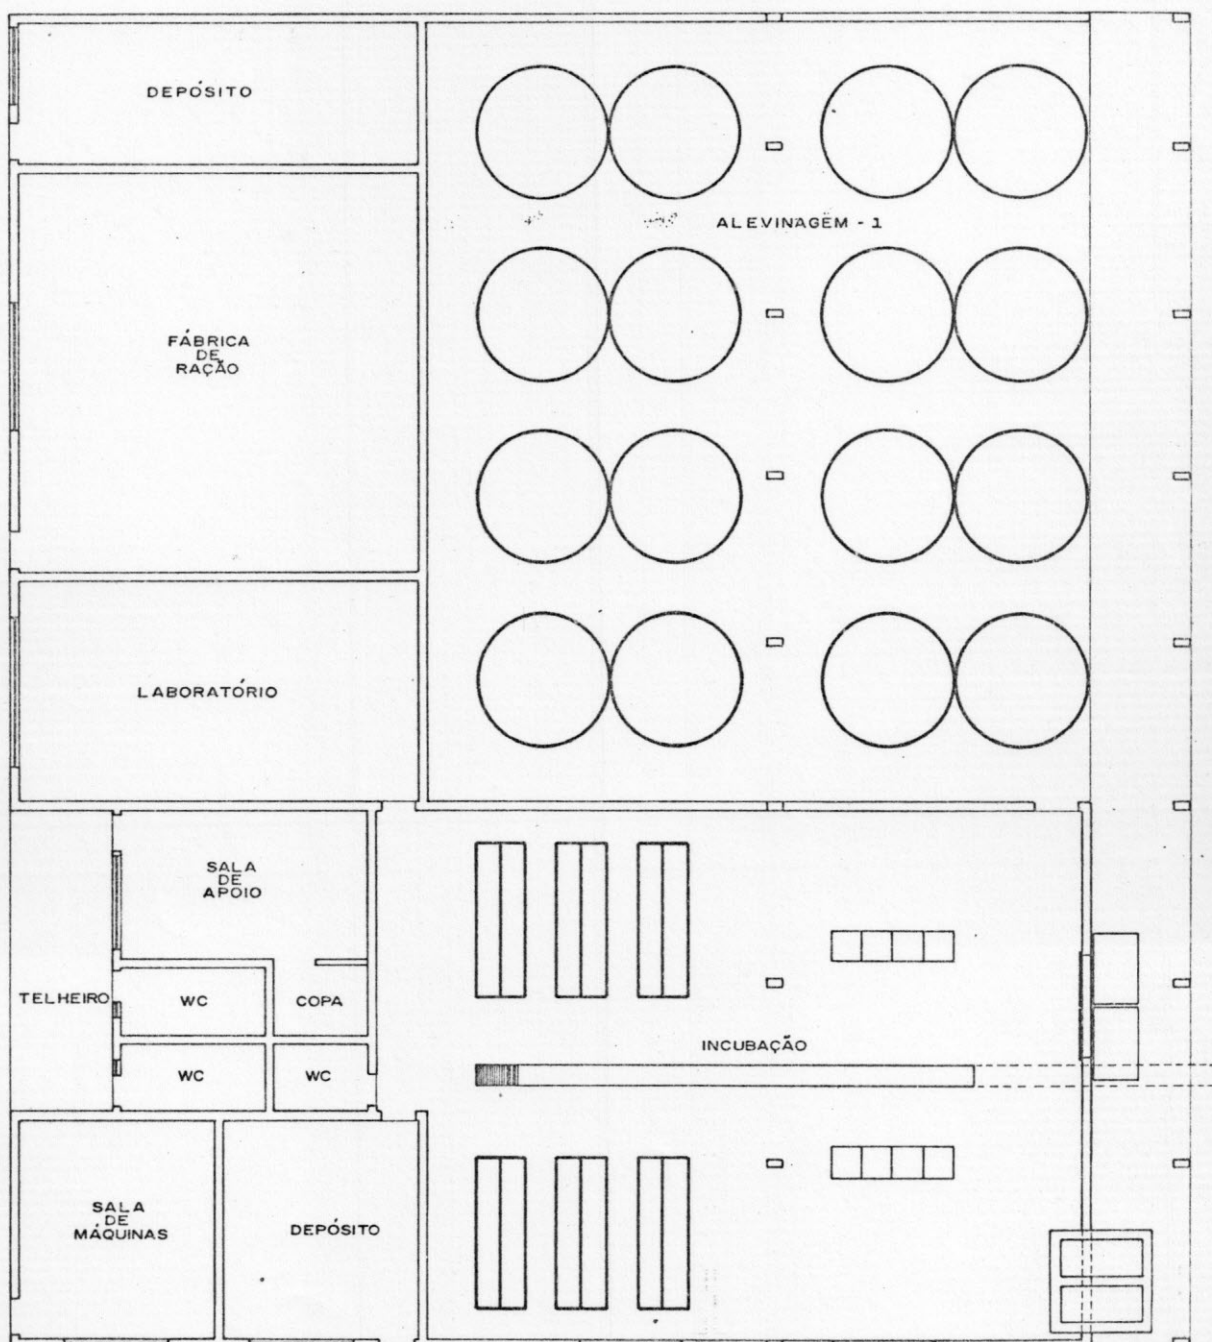 DEPÓSITO
ALEVINAGEM - 1
FÁBRICA
DE
RAÇÃO
LABORATÓRIO
SALA
DE
APOIO
TELHEIRO
WC
COPA
INCUBAÇÃO
WC
WC
SALA
DE
MÁQUINAS
DEPÓSITO